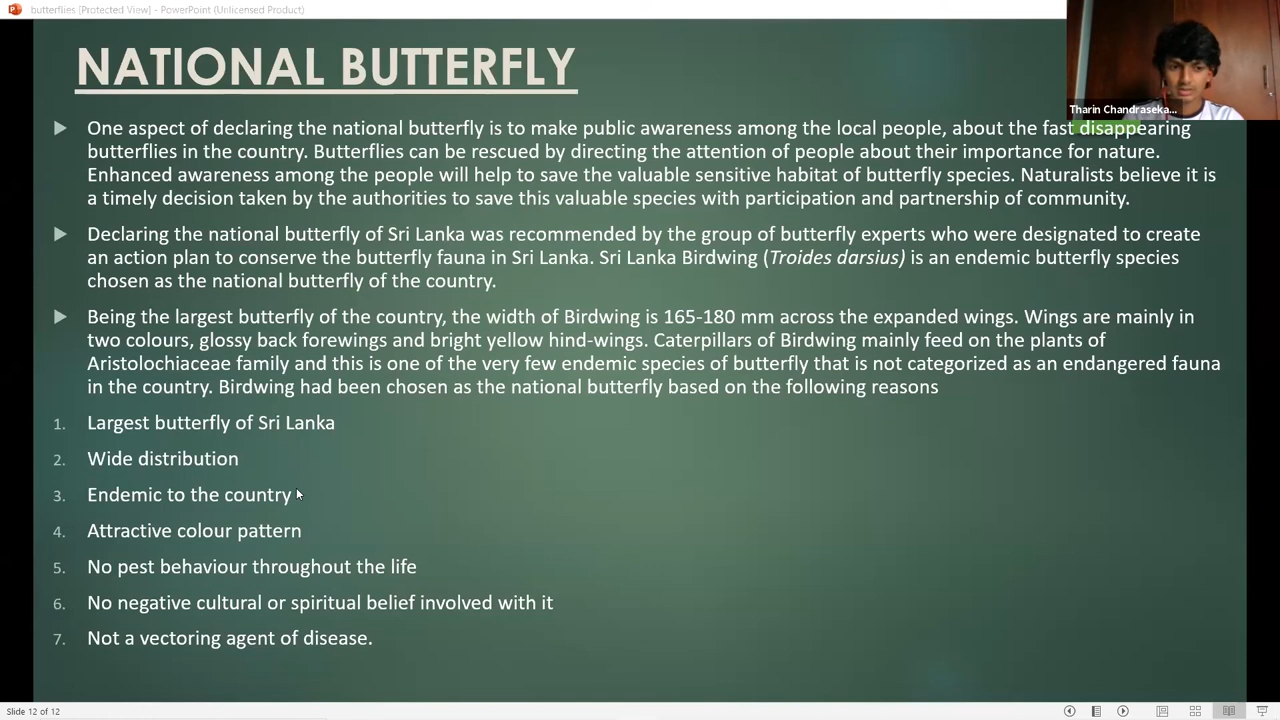 butterflies [Protected View] - PowerPoint (Unlicensed Product)
NATIONAL BUTTERFLY
Tharin Chandraseka...
One aspect of declaring the national butterfly is to make public awareness among the local people, about the fast disappearing
butterflies in the country. Butterflies can be rescued by directing the attention of people about their importance for nature.
Enhanced awareness among the people will help to save the valuable sensitive habitat of butterfly species. Naturalists believe it is
a timely decision taken by the authorities to save this valuable species with participation and partnership of community.
Declaring the national butterfly of Sri Lanka was recommended by the group of butterfly experts who were designated to create
an action plan to conserve the butterfly fauna in Sri Lanka. Sri Lanka Birdwing (Troides darsius) is an endemic butterfly species
chosen as the national butterfly of the country.
Being the largest butterfly of the country, the width of Birdwing is 165-180 mm across the expanded wings. Wings are mainly in
two colours, glossy back forewings and bright yellow hind-wings. Caterpillars of Birdwing mainly feed on the plants of
Aristolochiaceae family and this is one of the very few endemic species of butterfly that is not categorized as an endangered fauna
in the country. Birdwing had been chosen as the national butterfly based on the following reasons
1. Largest butterfly of Sri Lanka
2. Wide distribution
3. Endemic to the country
4. Attractive colour pattern
5. No pest behaviour throughout the life
6. No negative cultural or spiritual belief involved with it
7. Not a vectoring agent of disease.
Slide 12 of 12